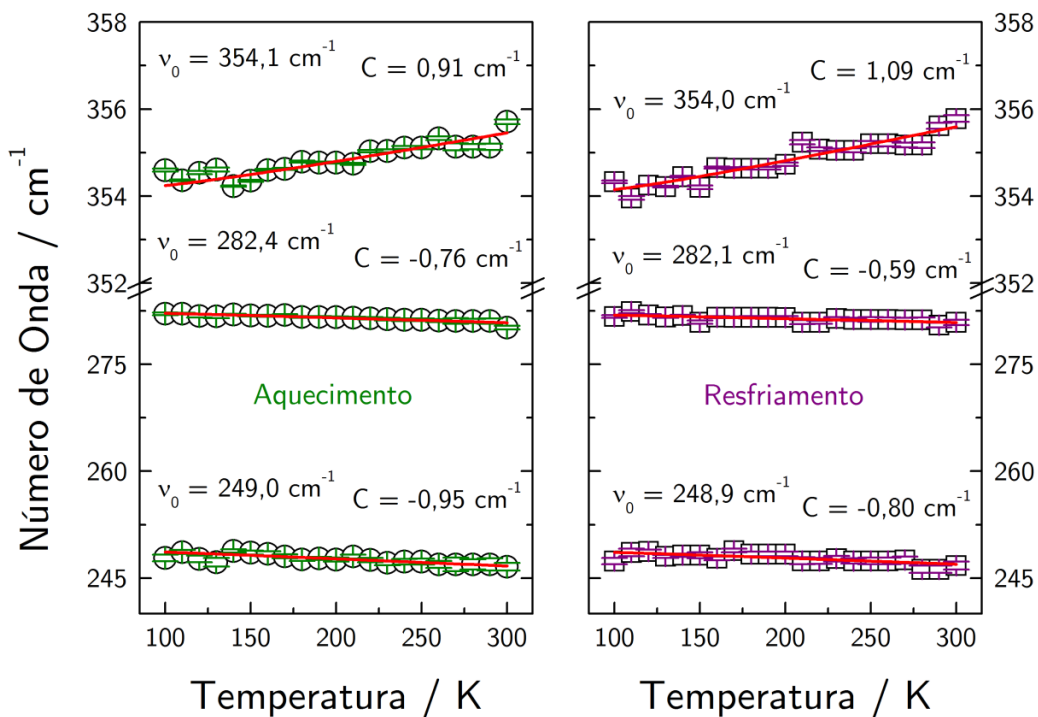 Número de Onda / cm-1
358
356
354
352
275
260
245
ν0 = 354,1 cm-1
C = 0,91 cm-1
ν0 = 282,4 cm-1
C = -0,76 cm-1
Aquecimento
ν0 = 249,0 cm-1
C = -0,95 cm-1
100 150 200 250 300
Temperatura / K
C = 1,09 cm-1
ν0 = 354,0 cm-1
ν0 = 282,1 cm-1
C = -0,59 cm-1
Resfriamento
ν0 = 248,9 cm-1
C = -0,80 cm-1
358
356
354
352
275
260
245
100 150 200 250 300
Temperatura / K